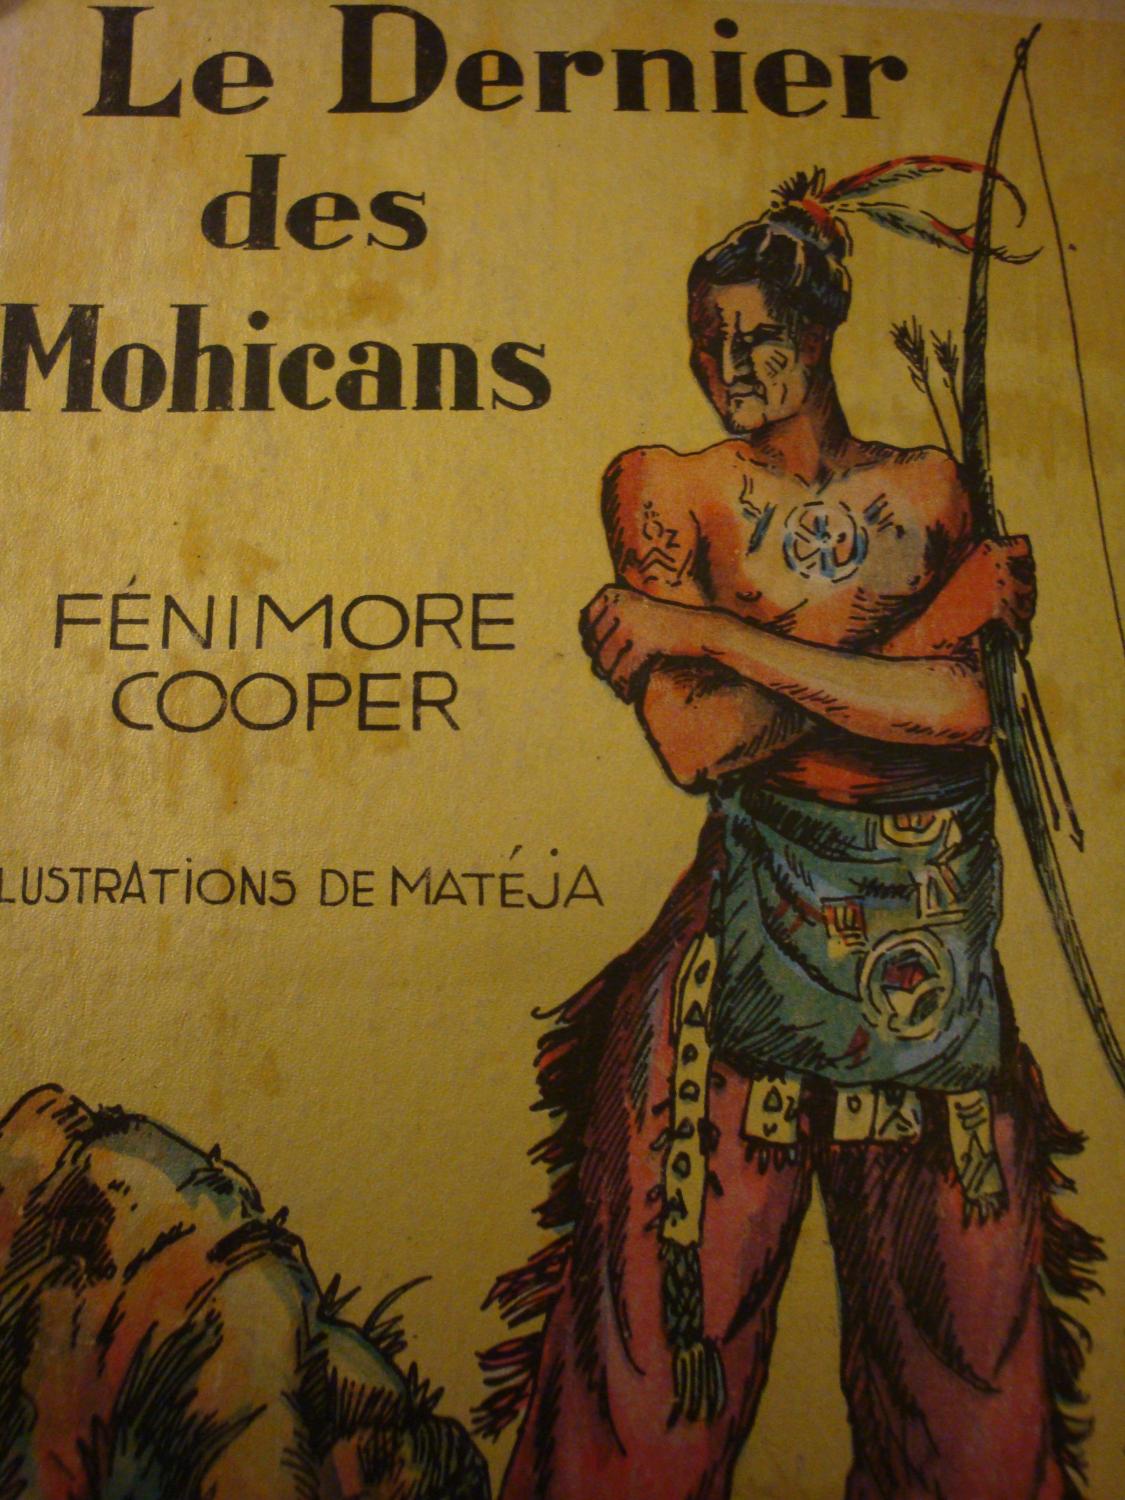 Le Dernier
des
Mohicans
FÉNIMORE
COOPER
LUSTRATIONS DE MATÉJA